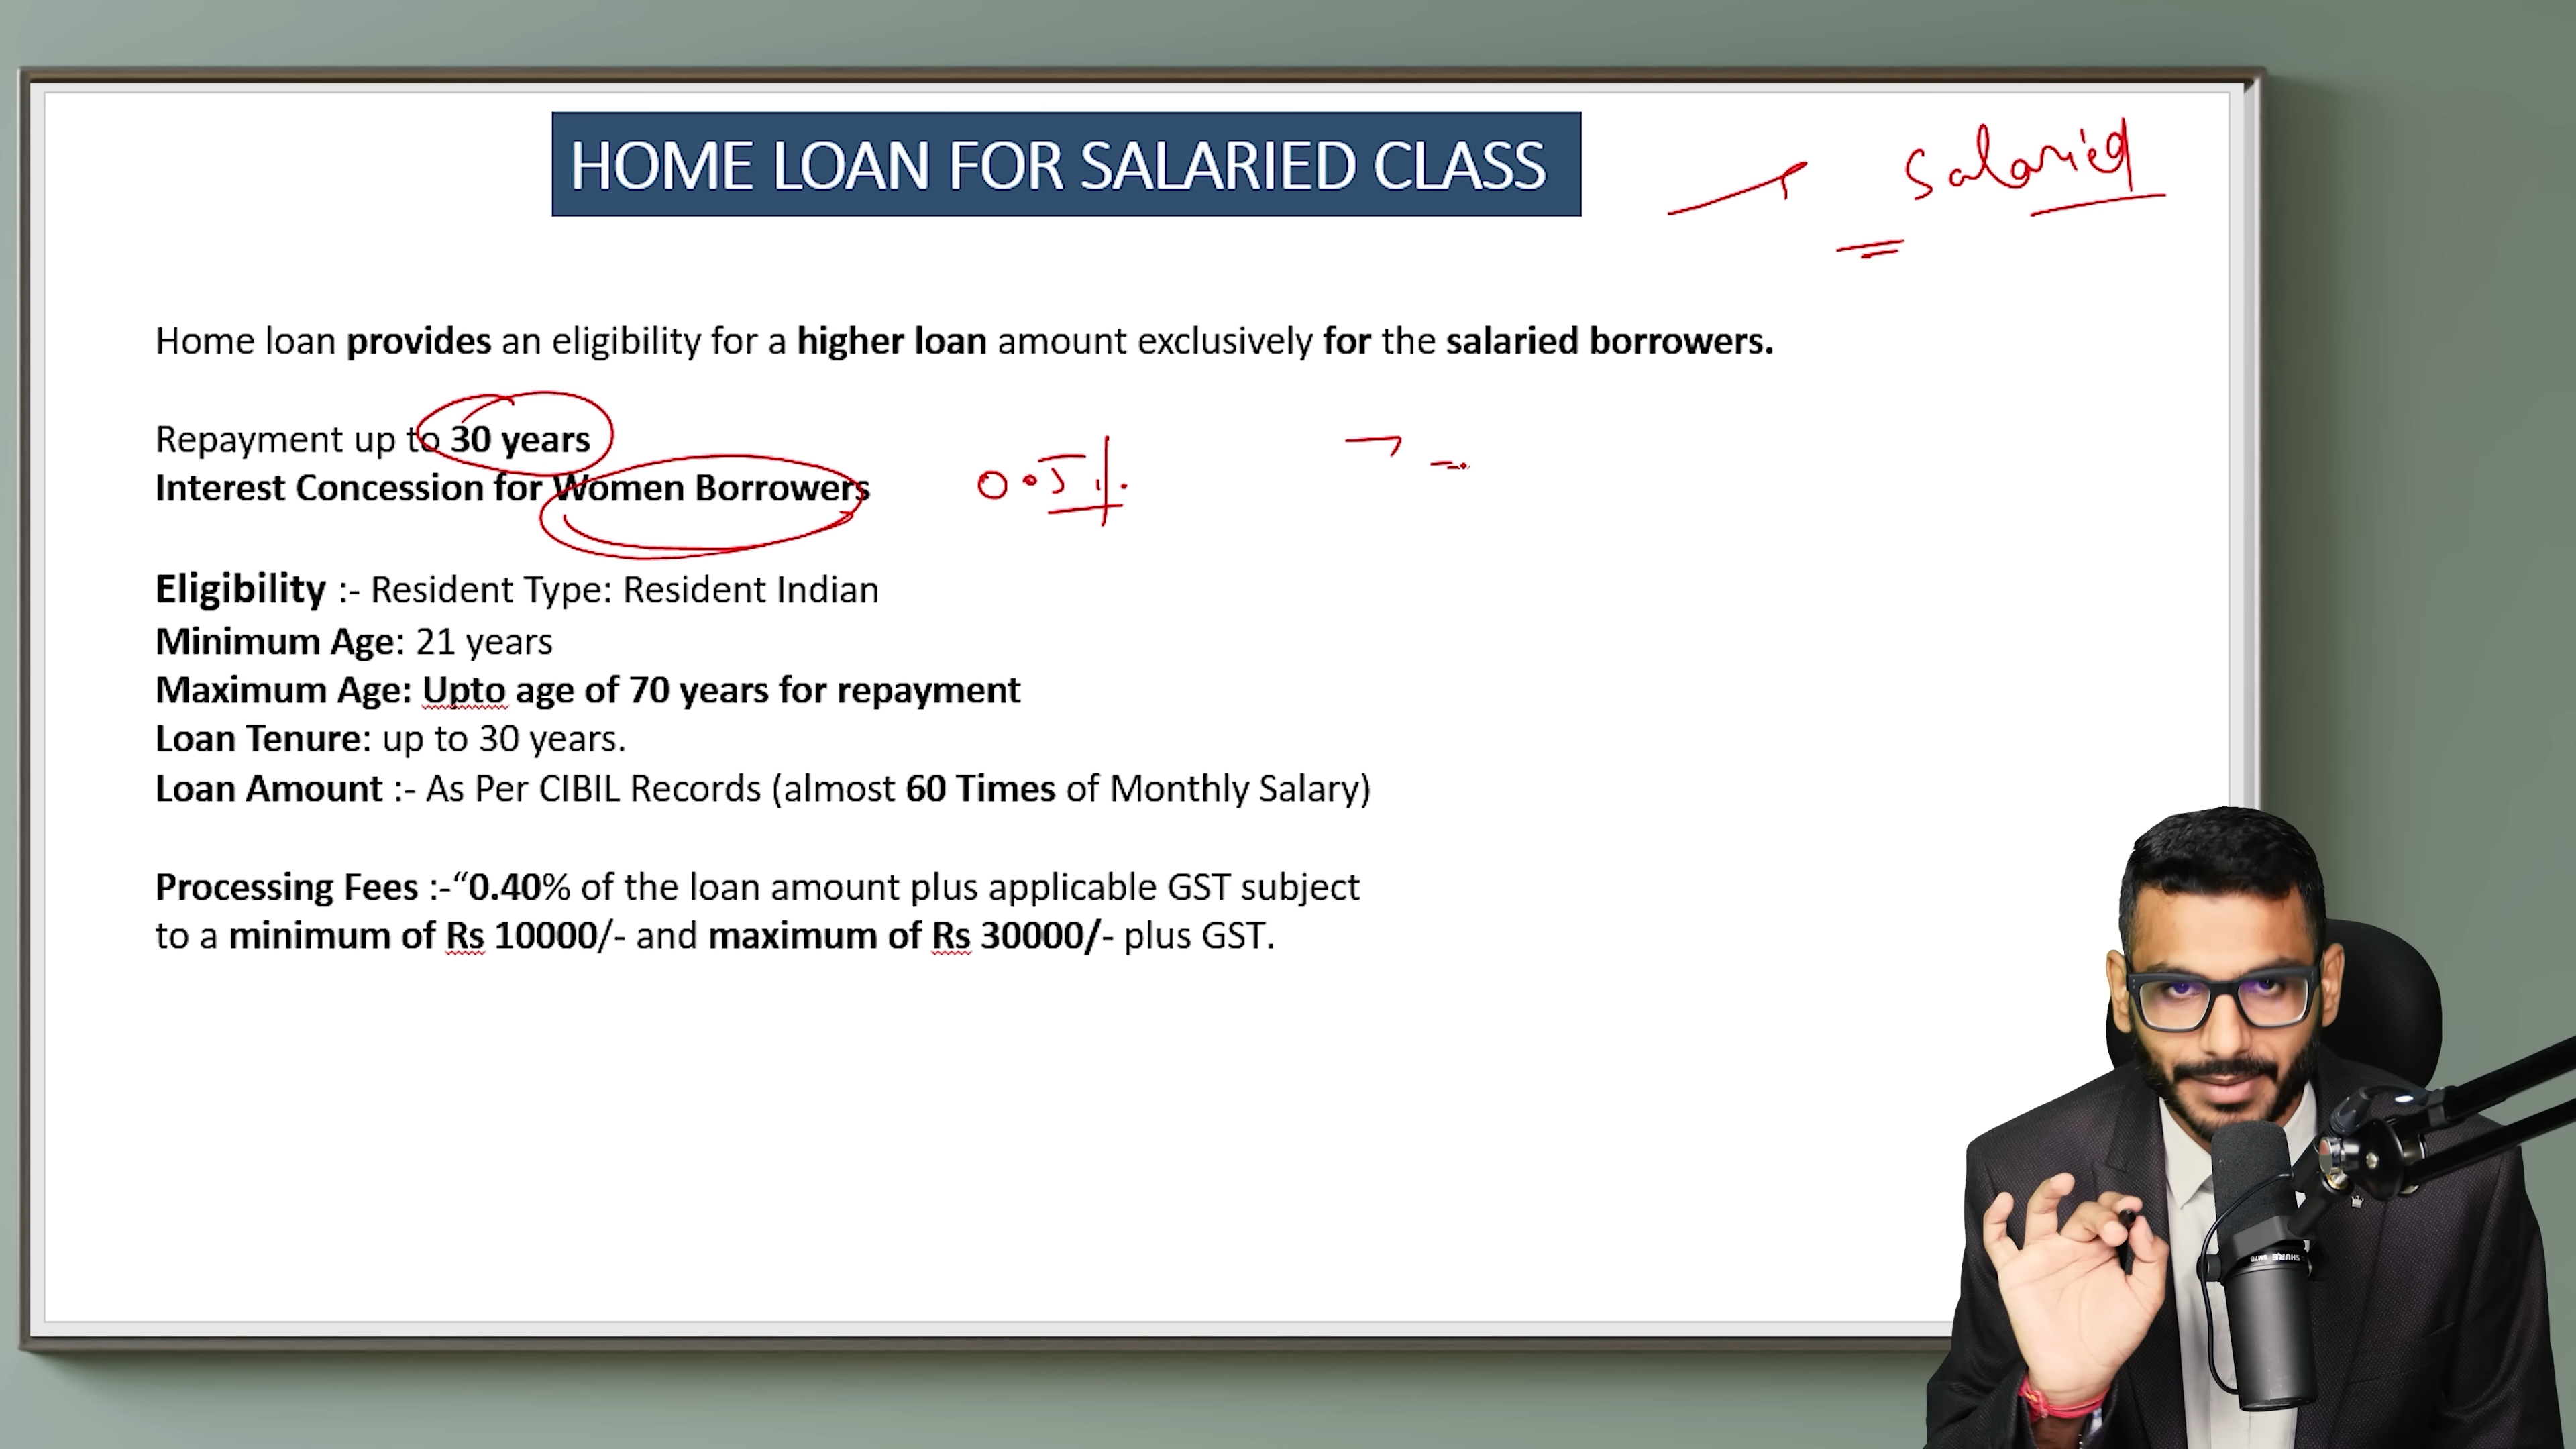 HOME LOAN FOR SALARIED CLASS
Salaried
Home loan provides an eligibility for a higher loan amount exclusively for the salaried borrowers.
Repayment up to 30 years
Interest Concession for Women Borrowers
0.5%
Eligibility :- Resident Type: Resident Indian
Minimum Age: 21 years
Maximum Age: Upto age of 70 years for repayment
Loan Tenure: up to 30 years.
Loan Amount :- As Per CIBIL Records (almost 60 Times of Monthly Salary)
Processing Fees :-“0.40% of the loan amount plus applicable GST subject
to a minimum of Rs 10000/- and maximum of Rs 30000/- plus GST.
SHURE